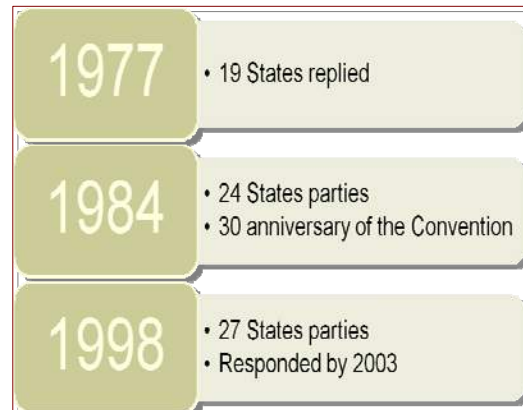 1977
• 19 States replied
1984
• 24 States parties
• 30 anniversary of the Convention
1998
• 27 States parties
• Responded by 2003